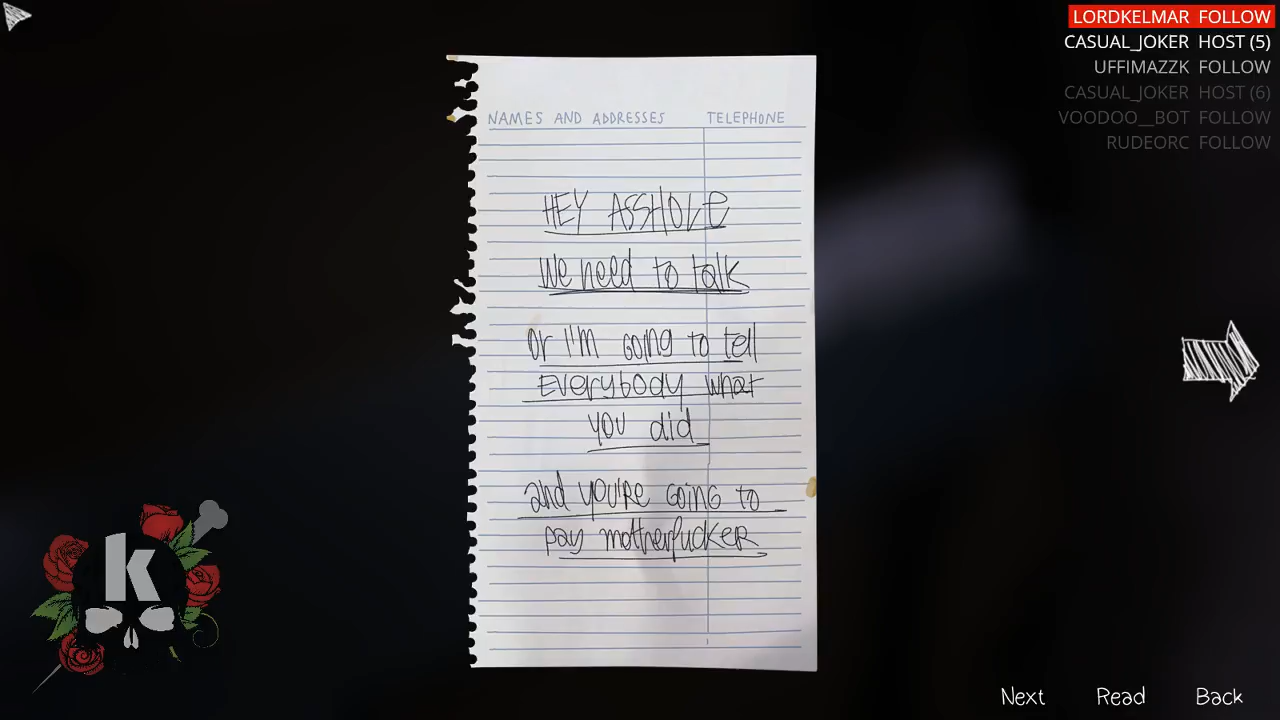 LORDKELMAR FOLLOW
CASUAL_JOKER HOST (5)
UFFIMAZZK FOLLOW
CASUAL_JOKER HOST (6)
VOODOO__BOT FOLLOW
RUDEORC FOLLOW
NAMES AND ADDRESSES TELEPHONE
HEY ASSHOLE
We need to talk
Or I'm GOING to tell
EVERYbODY what
YOU did
and you'RE GOING to
pay motherfuckER
k
Next Read Back